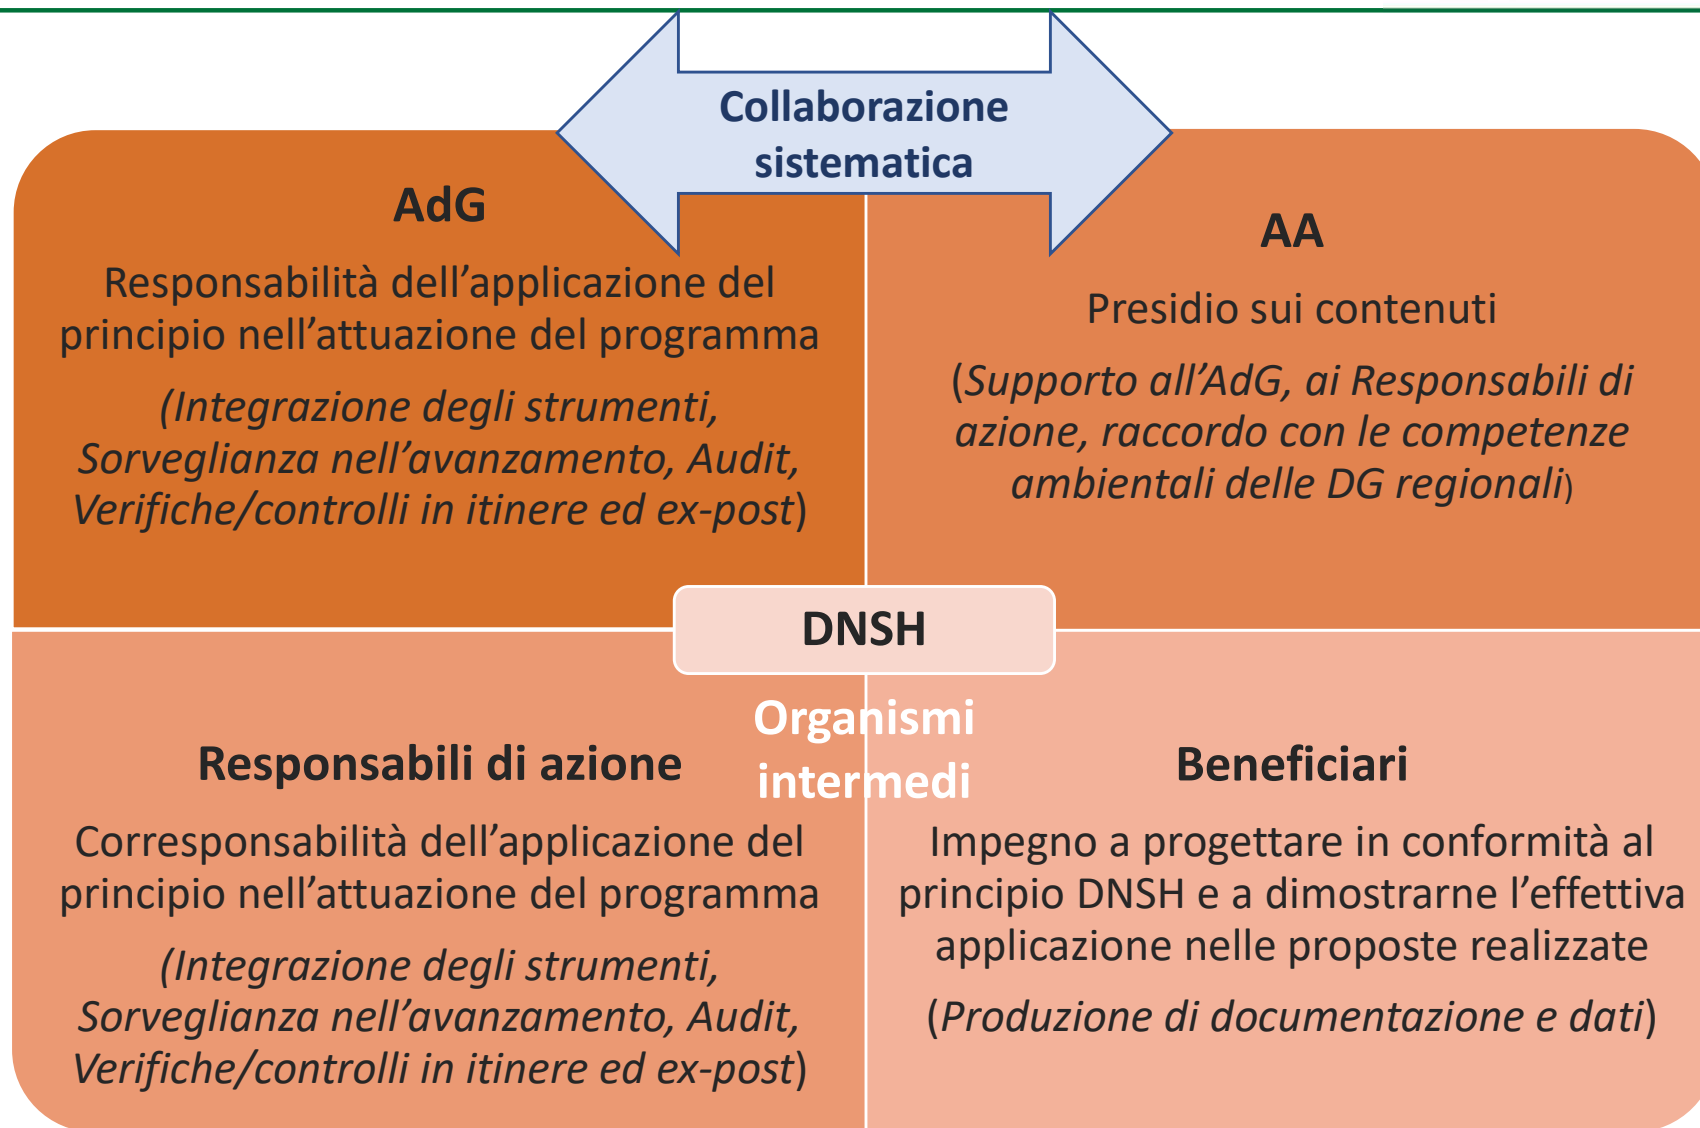 Collaborazione
sistematica
AdG
Responsabilità dell’applicazione del
principio nell’attuazione del programma
(Integrazione degli strumenti,
Sorveglianza nell’avanzamento, Audit,
Verifiche/controlli in itinere ed ex-post)
AA
Presidio sui contenuti
(Supporto all’AdG, ai Responsabili di
azione, raccordo con le competenze
ambientali delle DG regionali)
DNSH
Organismi
intermedi
Responsabili di azione
Corresponsabilità dell’applicazione del
principio nell’attuazione del programma
(Integrazione degli strumenti,
Sorveglianza nell’avanzamento, Audit,
Verifiche/controlli in itinere ed ex-post)
Beneficiari
Impegno a progettare in conformità al
principio DNSH e a dimostrarne l’effettiva
applicazione nelle proposte realizzate
(Produzione di documentazione e dati)